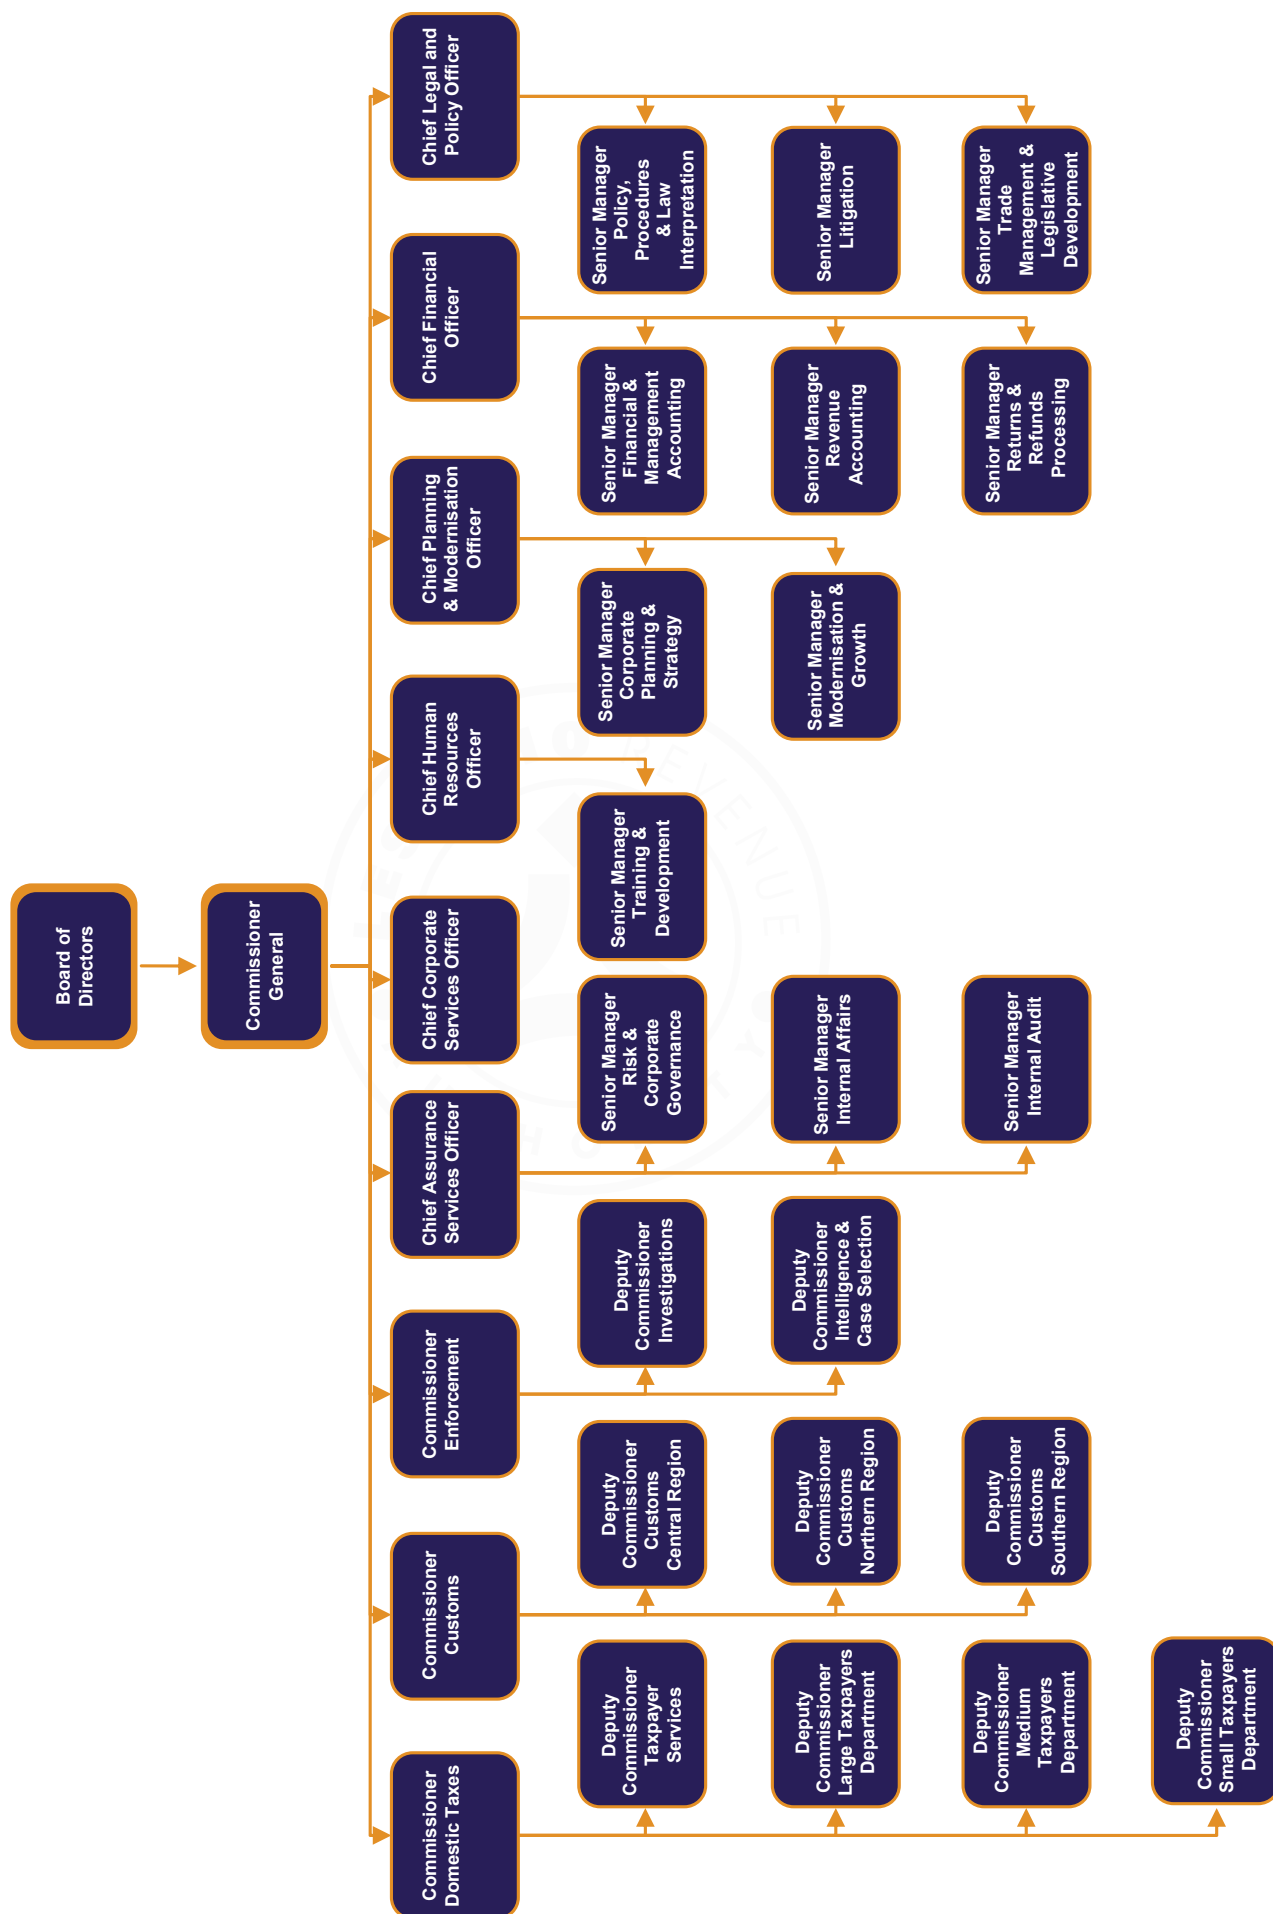 Board of
Directors
Commissioner
General
Commissioner
Domestic Taxes
Commissioner
Customs
Commissioner
Enforcement
Chief Assurance
Services Officer
Chief Corporate
Services Officer
Chief Human
Resources
Officer
Chief Planning
& Modernisation
Officer
Chief Financial
Officer
Chief Legal and
Policy Officer
Deputy
Commissioner
Taxpayer
Services
Deputy
Commissioner
Customs
Central Region
Deputy
Commissioner
Investigations
Senior Manager
Risk &
Corporate
Governance
Senior Manager
Training &
Development
Senior Manager
Corporate
Planning &
Strategy
Senior Manager
Financial &
Management
Accounting
Senior Manager
Policy,
Procedures
& Law
Interpretation
Deputy
Commissioner
Large Taxpayers
Department
Deputy
Commissioner
Customs
Northern Region
Deputy
Commissioner
Intelligence &
Case Selection
Senior Manager
Internal Affairs
Senior Manager
Modernisation &
Growth
Senior Manager
Revenue
Accounting
Senior Manager
Litigation
Deputy
Commissioner
Medium
Taxpayers
Department
Deputy
Commissioner
Customs
Southern Region
Senior Manager
Internal Audit
Senior Manager
Returns &
Refunds
Processing
Senior Manager
Trade
Management &
Legislative
Development
Deputy
Commissioner
Small Taxpayers
Department
REVENUE